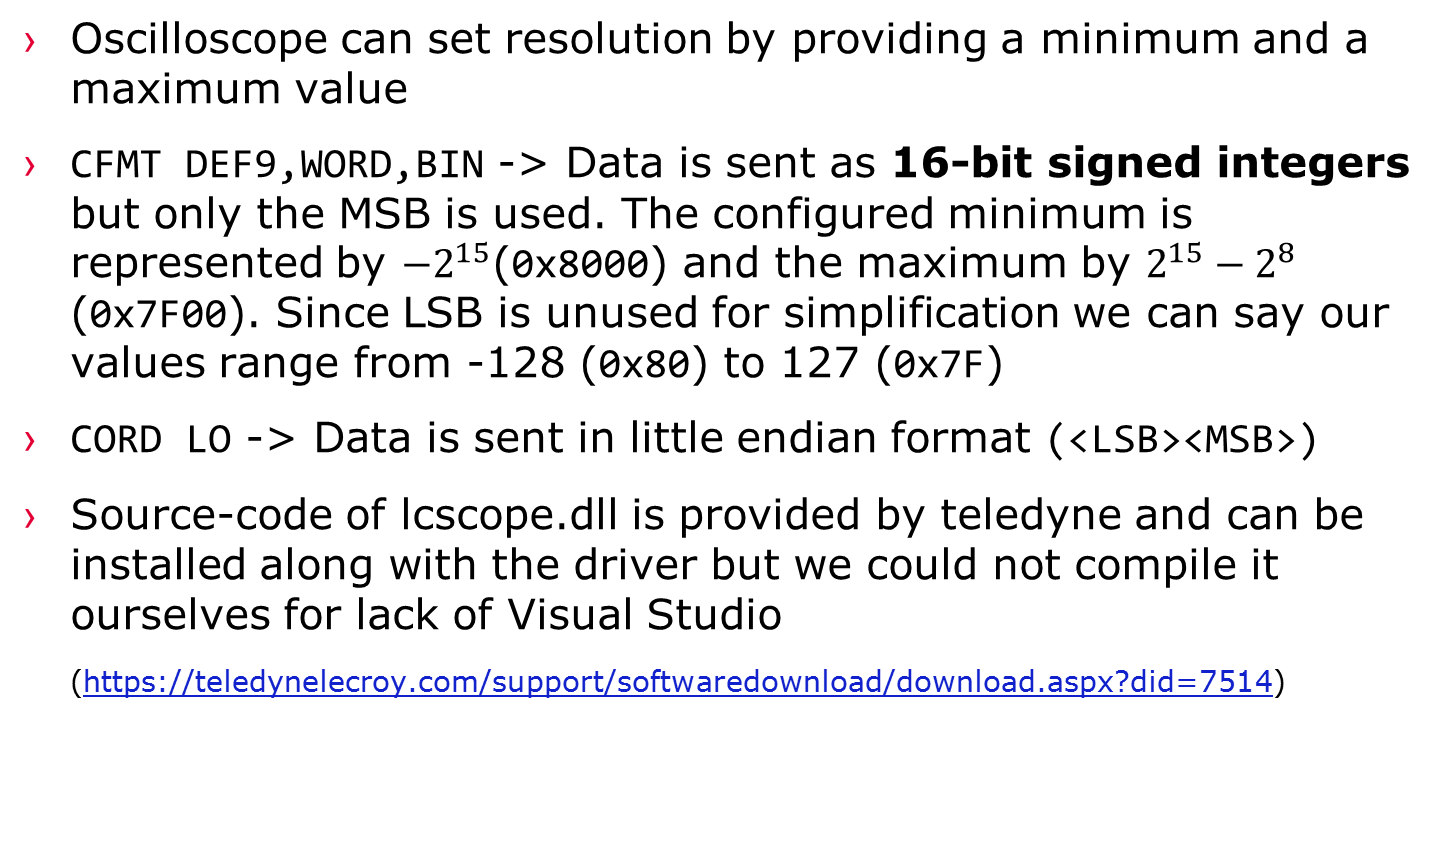 › Oscilloscope can set resolution by providing a minimum and a
maximum value
› CFMT DEF9,WORD,BIN -> Data is sent as 16-bit signed integers
but only the MSB is used. The configured minimum is
represented by −2¹⁵(0x8000) and the maximum by 2¹⁵ − 2⁸
(0x7F00). Since LSB is unused for simplification we can say our
values range from -128 (0x80) to 127 (0x7F)
› CORD LO -> Data is sent in little endian format (<LSB><MSB>)
› Source-code of lcscope.dll is provided by teledyne and can be
installed along with the driver but we could not compile it
ourselves for lack of Visual Studio
(https://teledynelecroy.com/support/softwaredownload/download.aspx?did=7514)